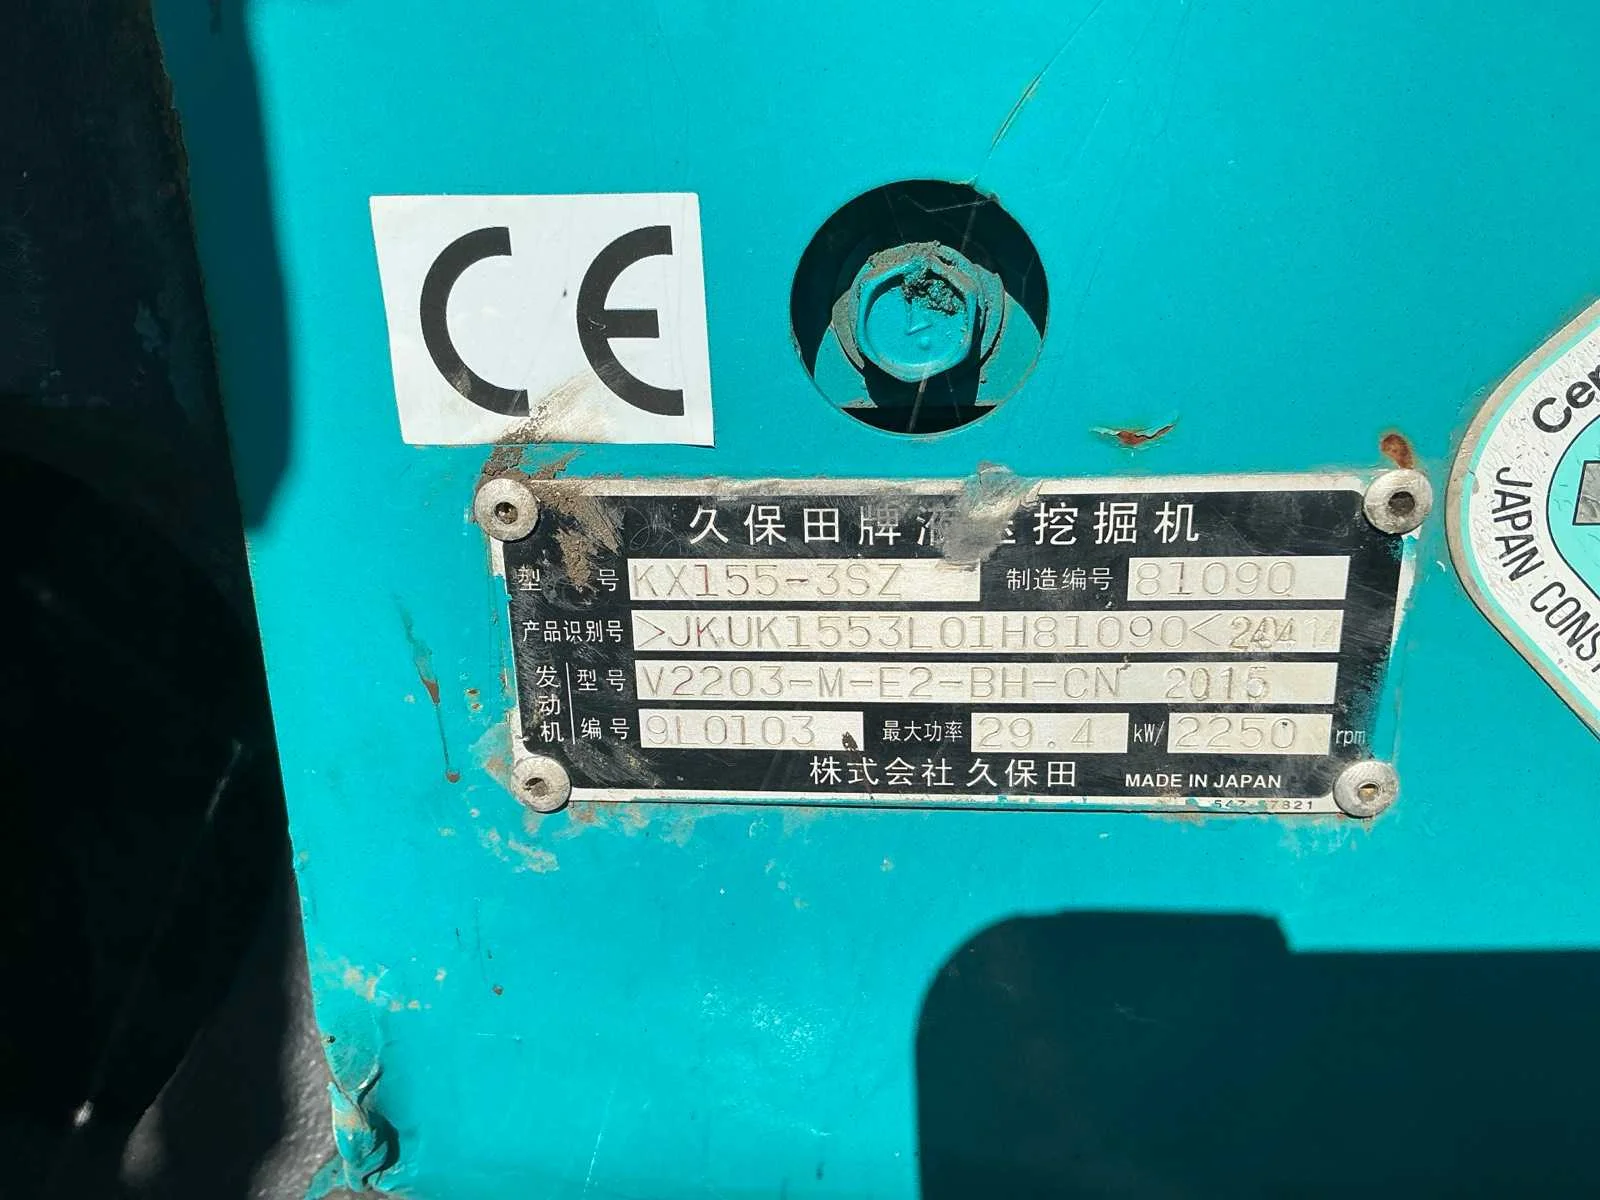 CE
久保田牌液压挖掘机
型 号 KX155-3SZ 制造编号 81090
产品识别号 >JKUK1553L01H81090<
发动机 型号 V2203-M-E2-BH-CN 2015
编号 9L0103 最大功率 29.4 kW/ 2250 rpm
株式会社 久保田 MADE IN JAPAN
JAPAN